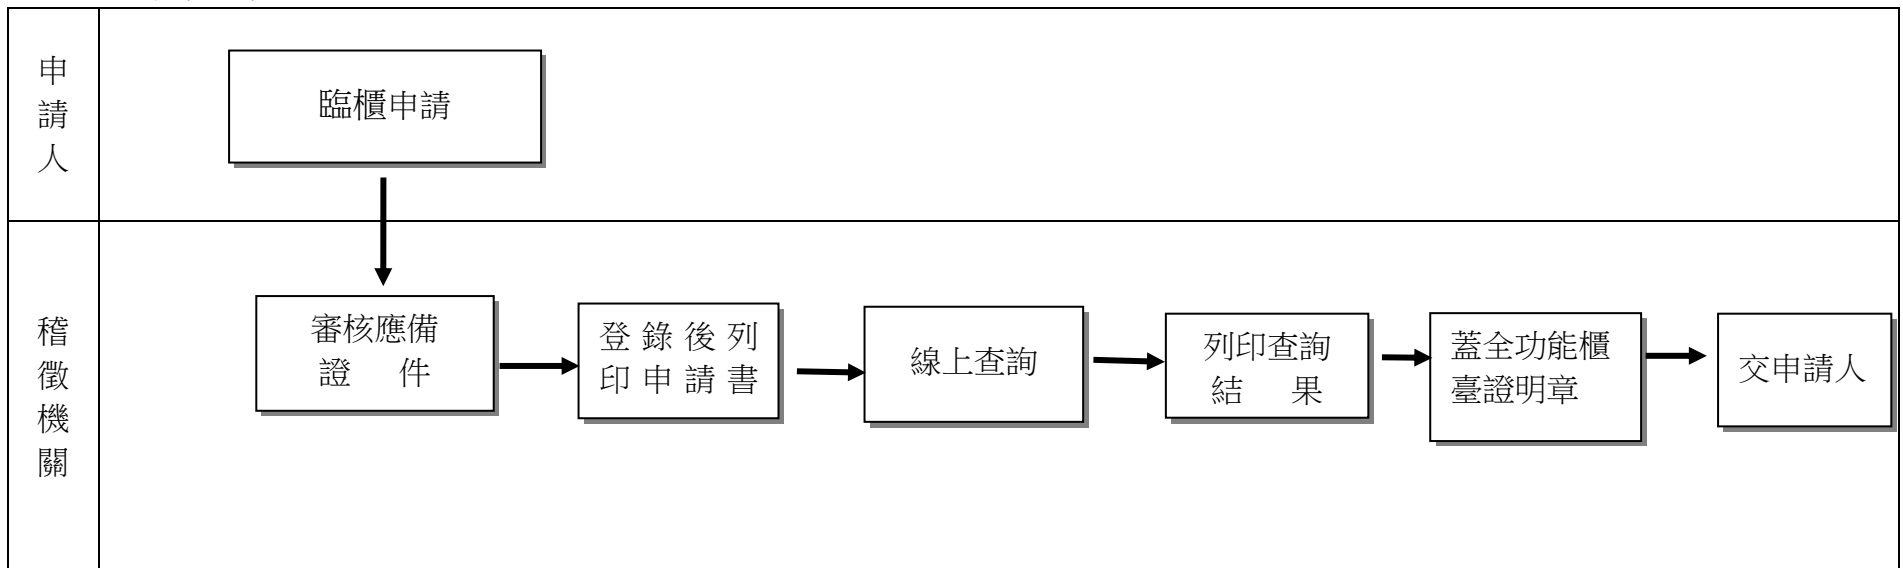 申
請
人
臨櫃申請
稽
徵
機
關
審核應備
證 件
登 錄 後 列
印 申 請 書
線上查詢
列印查詢
結 果
蓋全功能櫃
臺證明章
交申請人